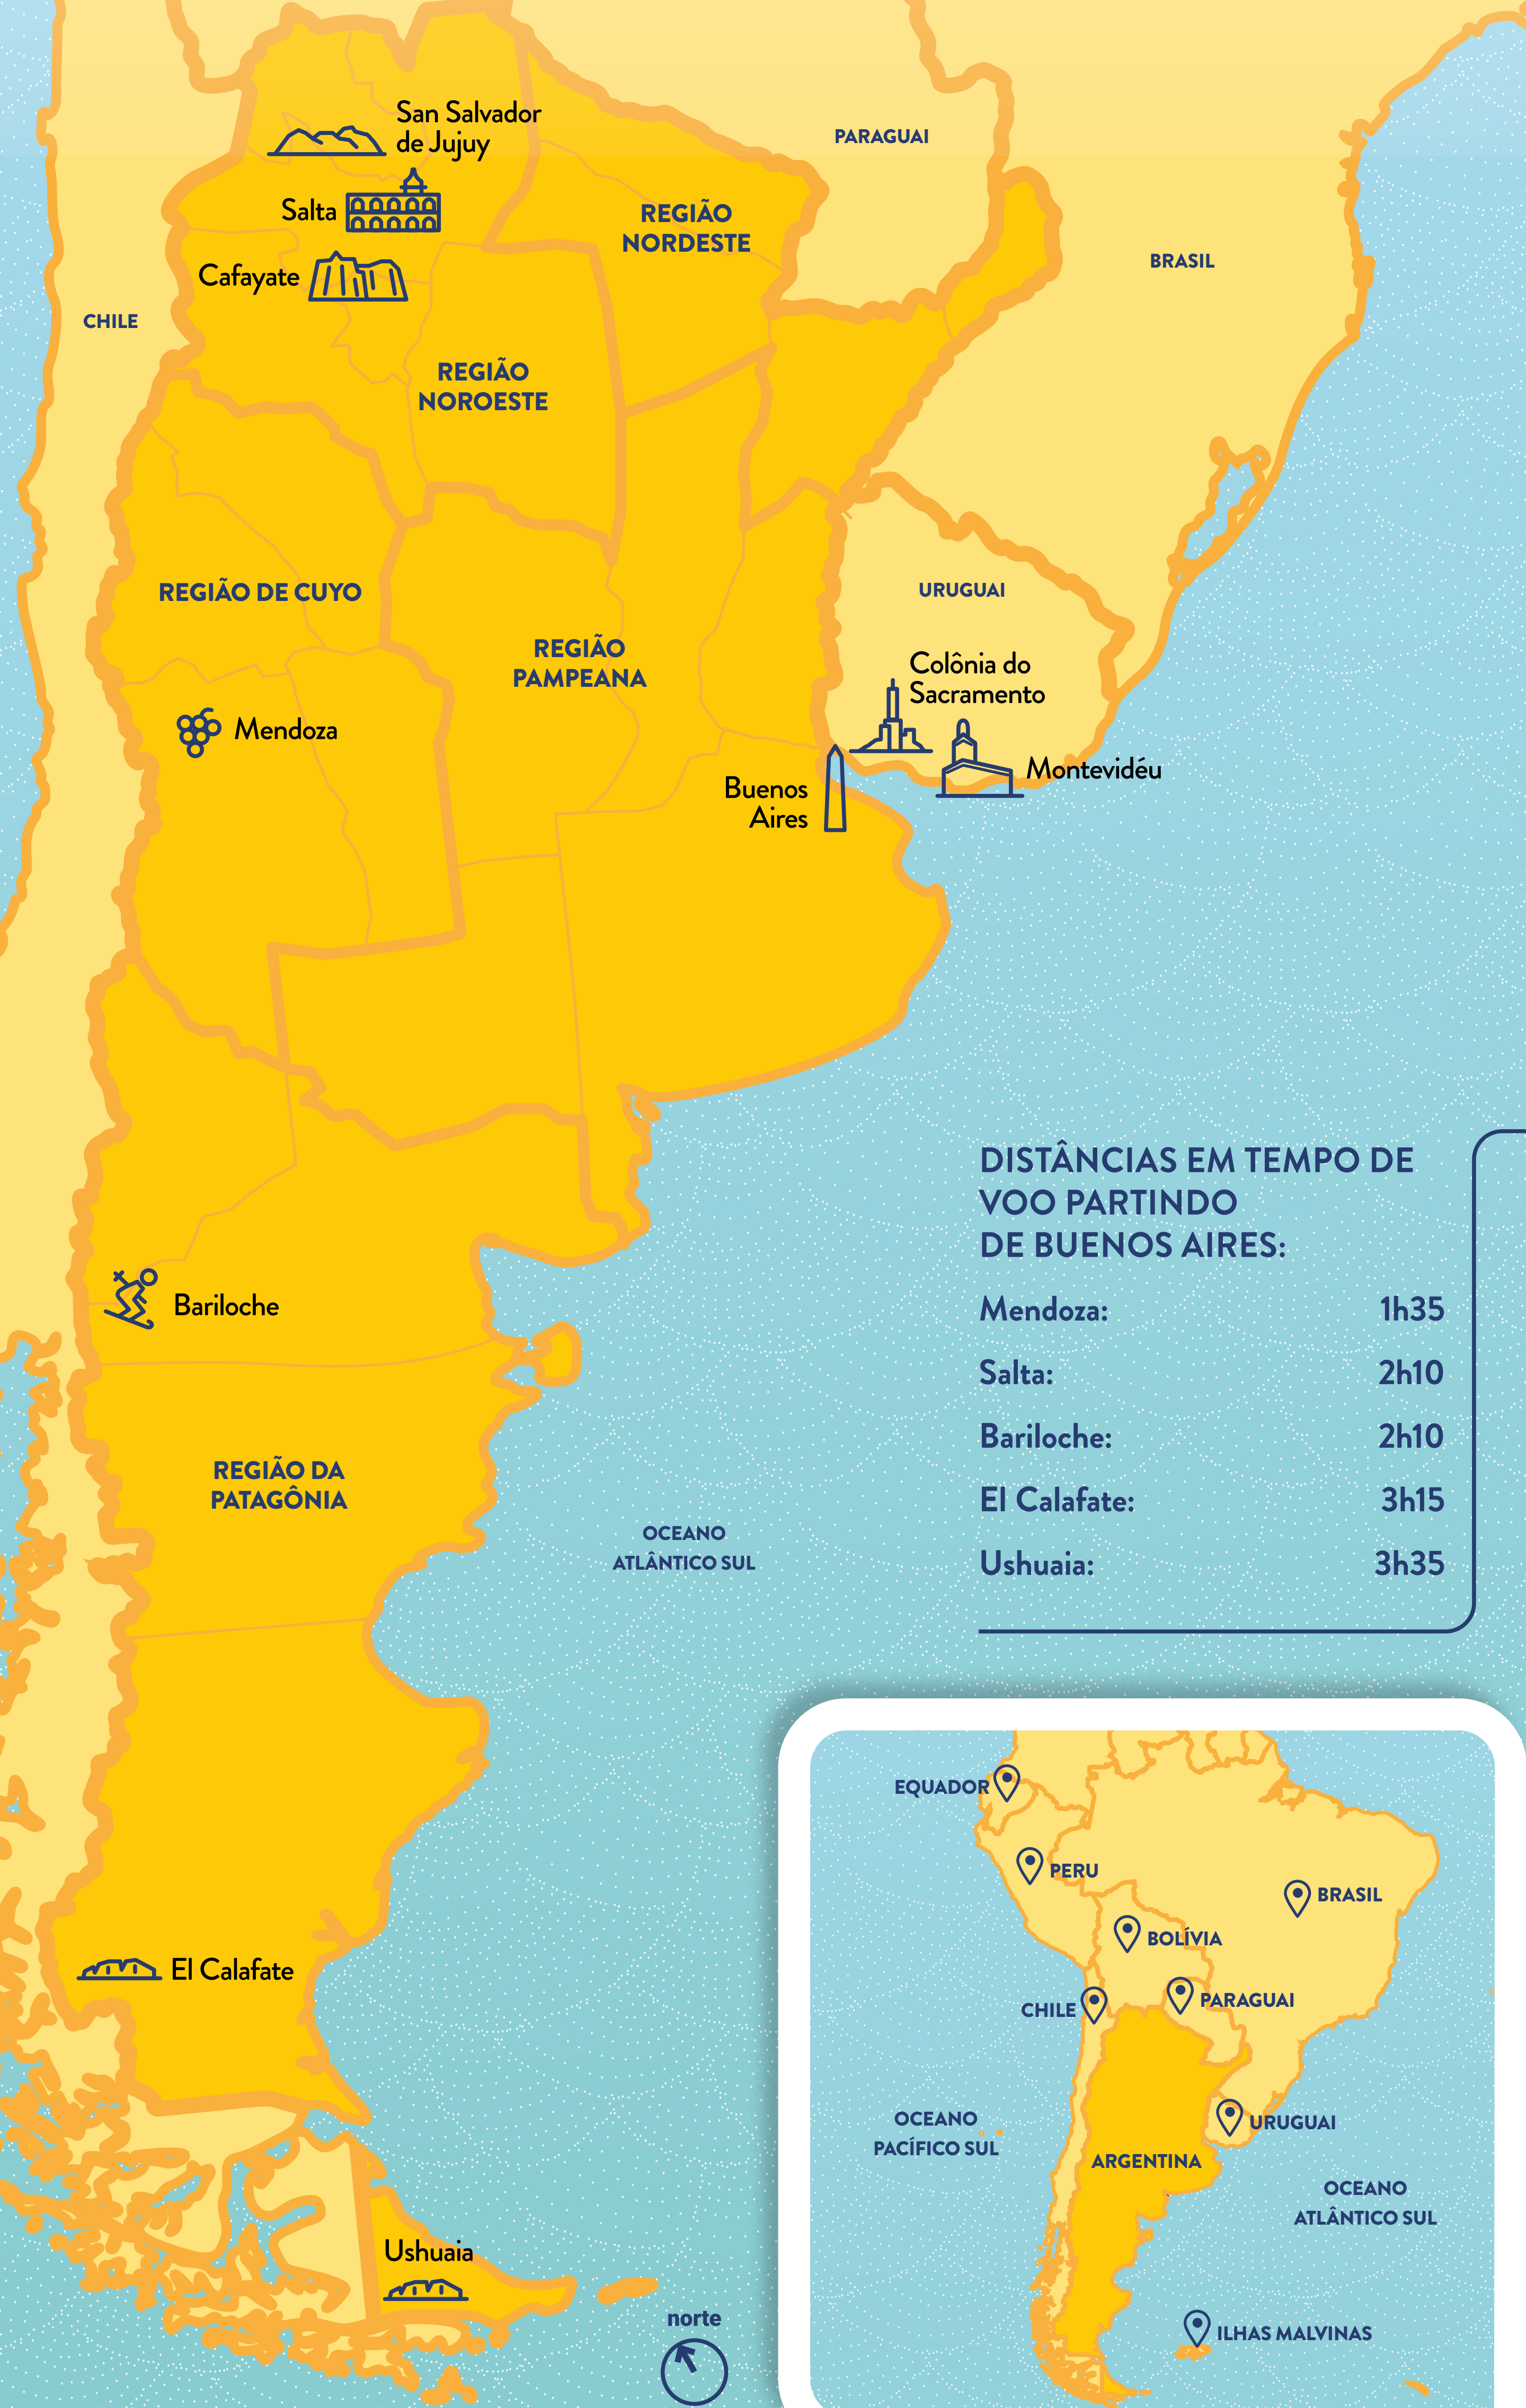 San Salvador
de Jujuy
PARAGUAI
Salta
REGIÃO
NORDESTE
BRASIL
Cafayate
CHILE
REGIÃO
NOROESTE
REGIÃO DE CUYO
URUGUAI
REGIÃO
PAMPEANA
Colônia do
Sacramento
Mendoza
Montevidéu
Buenos
Aires
DISTÂNCIAS EM TEMPO DE
VOO PARTINDO
DE BUENOS AIRES:
Mendoza: 1h35
Salta: 2h10
Bariloche: 2h10
El Calafate: 3h15
Ushuaia: 3h35
Bariloche
REGIÃO DA
PATAGÔNIA
OCEANO
ATLÂNTICO SUL
El Calafate
Ushuaia
norte
EQUADOR
PERU
BRASIL
BOLÍVIA
PARAGUAI
CHILE
OCEANO
PACÍFICO SUL
URUGUAI
ARGENTINA
OCEANO
ATLÂNTICO SUL
ILHAS MALVINAS